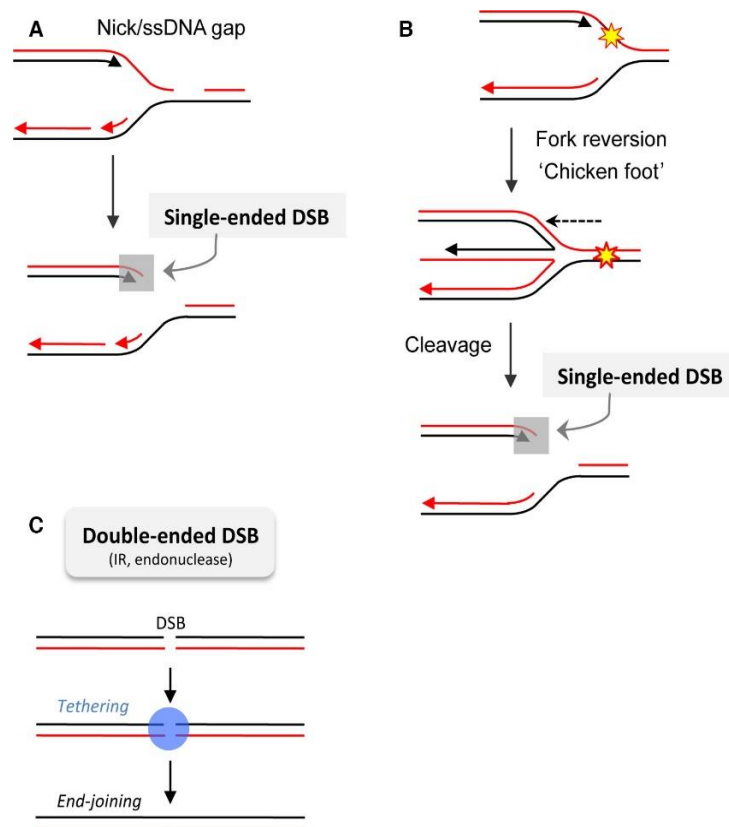 A
Nick/ssDNA gap
Single-ended DSB
B
Fork reversion
'Chicken foot'
Cleavage
Single-ended DSB
C
Double-ended DSB
(IR, endonuclease)
DSB
Tethering
End-joining